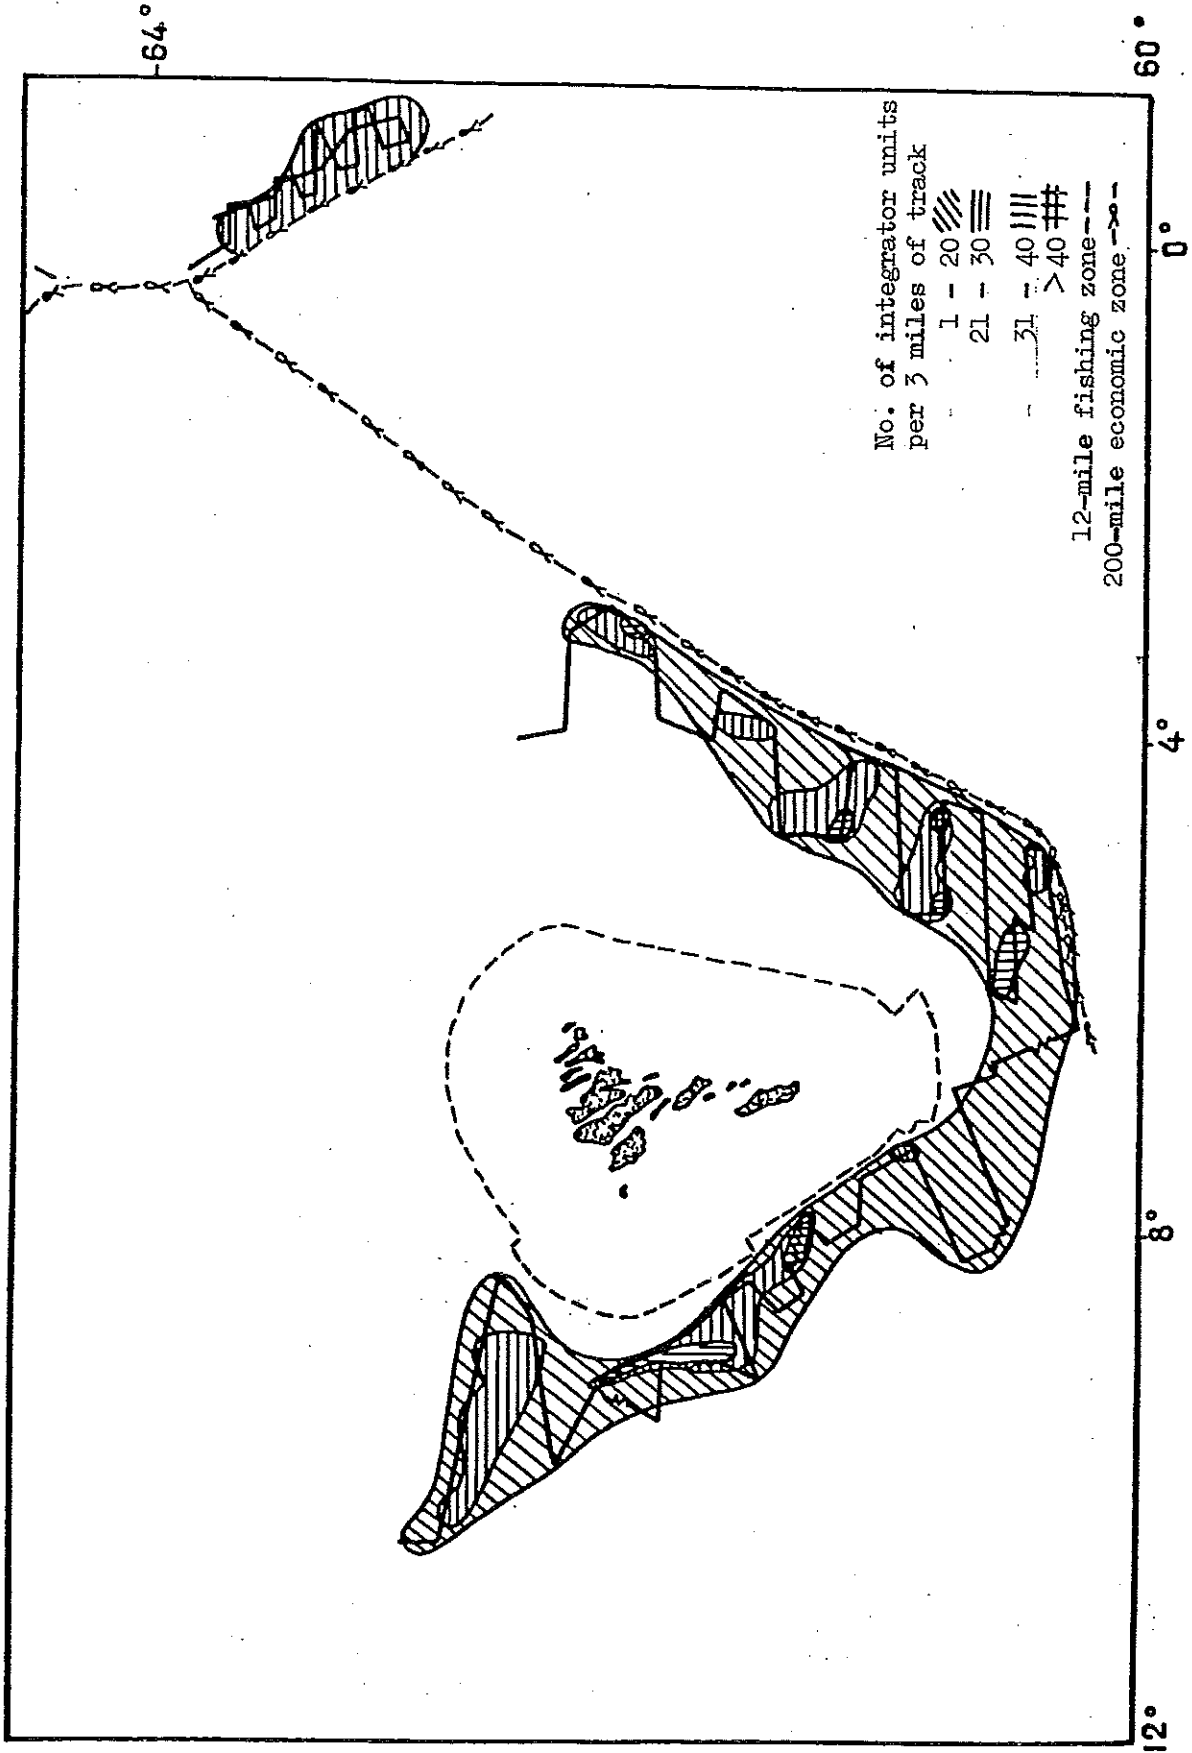 64°
No. of integrator units
per 3 miles of track
1 - 20
21 - 30
31 - 40
>40
12-mile fishing zone
200-mile economic zone
60°
12°
8°
4°
0°